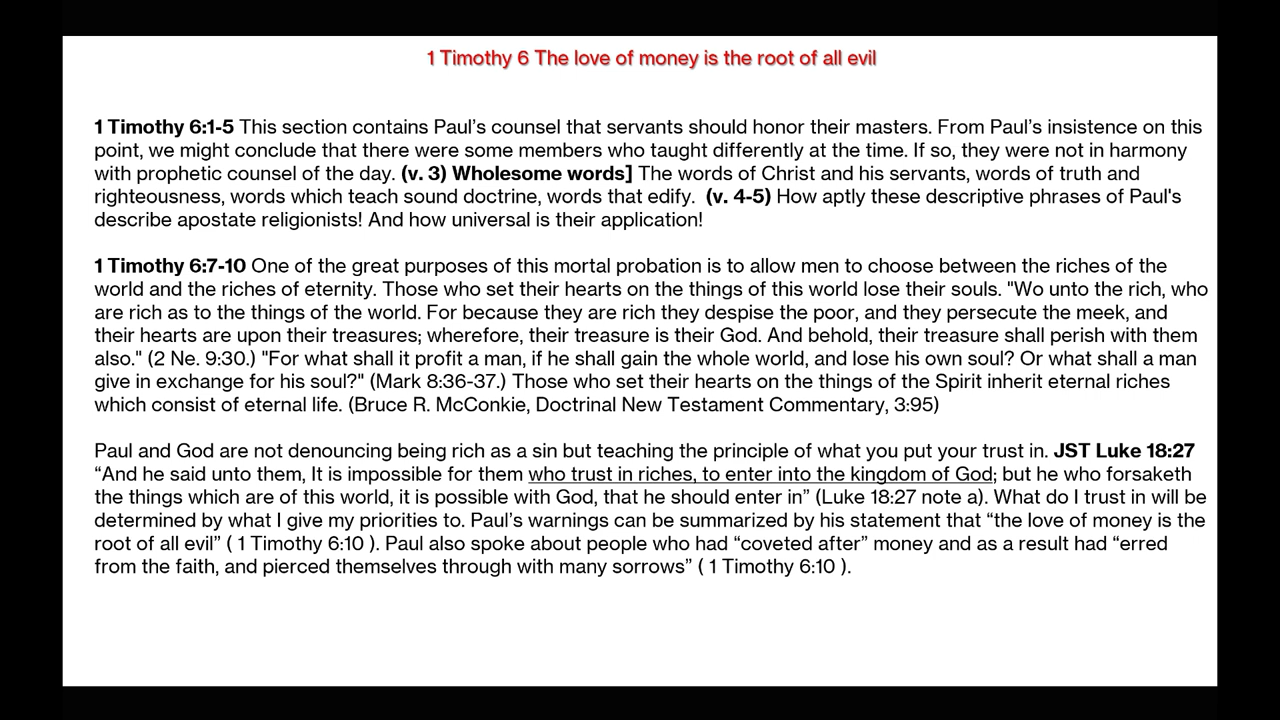 1 Timothy 6 The love of money is the root of all evil
1 Timothy 6:1-5 This section contains Paul’s counsel that servants should honor their masters. From Paul’s insistence on this
point, we might conclude that there were some members who taught differently at the time. If so, they were not in harmony
with prophetic counsel of the day. (v. 3) Wholesome words] The words of Christ and his servants, words of truth and
righteousness, words which teach sound doctrine, words that edify.  (v. 4-5) How aptly these descriptive phrases of Paul's
describe apostate religionists! And how universal is their application!
1 Timothy 6:7-10 One of the great purposes of this mortal probation is to allow men to choose between the riches of the
world and the riches of eternity. Those who set their hearts on the things of this world lose their souls. "Wo unto the rich, who
are rich as to the things of the world. For because they are rich they despise the poor, and they persecute the meek, and
their hearts are upon their treasures; wherefore, their treasure is their God. And behold, their treasure shall perish with them
also." (2 Ne. 9:30.) "For what shall it profit a man, if he shall gain the whole world, and lose his own soul? Or what shall a man
give in exchange for his soul?" (Mark 8:36-37.) Those who set their hearts on the things of the Spirit inherit eternal riches
which consist of eternal life. (Bruce R. McConkie, Doctrinal New Testament Commentary, 3:95)
Paul and God are not denouncing being rich as a sin but teaching the principle of what you put your trust in. JST Luke 18:27
“And he said unto them, It is impossible for them who trust in riches, to enter into the kingdom of God; but he who forsaketh
the things which are of this world, it is possible with God, that he should enter in” (Luke 18:27 note a). What do I trust in will be
determined by what I give my priorities to. Paul’s warnings can be summarized by his statement that “the love of money is the
root of all evil” ( 1 Timothy 6:10 ). Paul also spoke about people who had “coveted after” money and as a result had “erred
from the faith, and pierced themselves through with many sorrows” ( 1 Timothy 6:10 ).